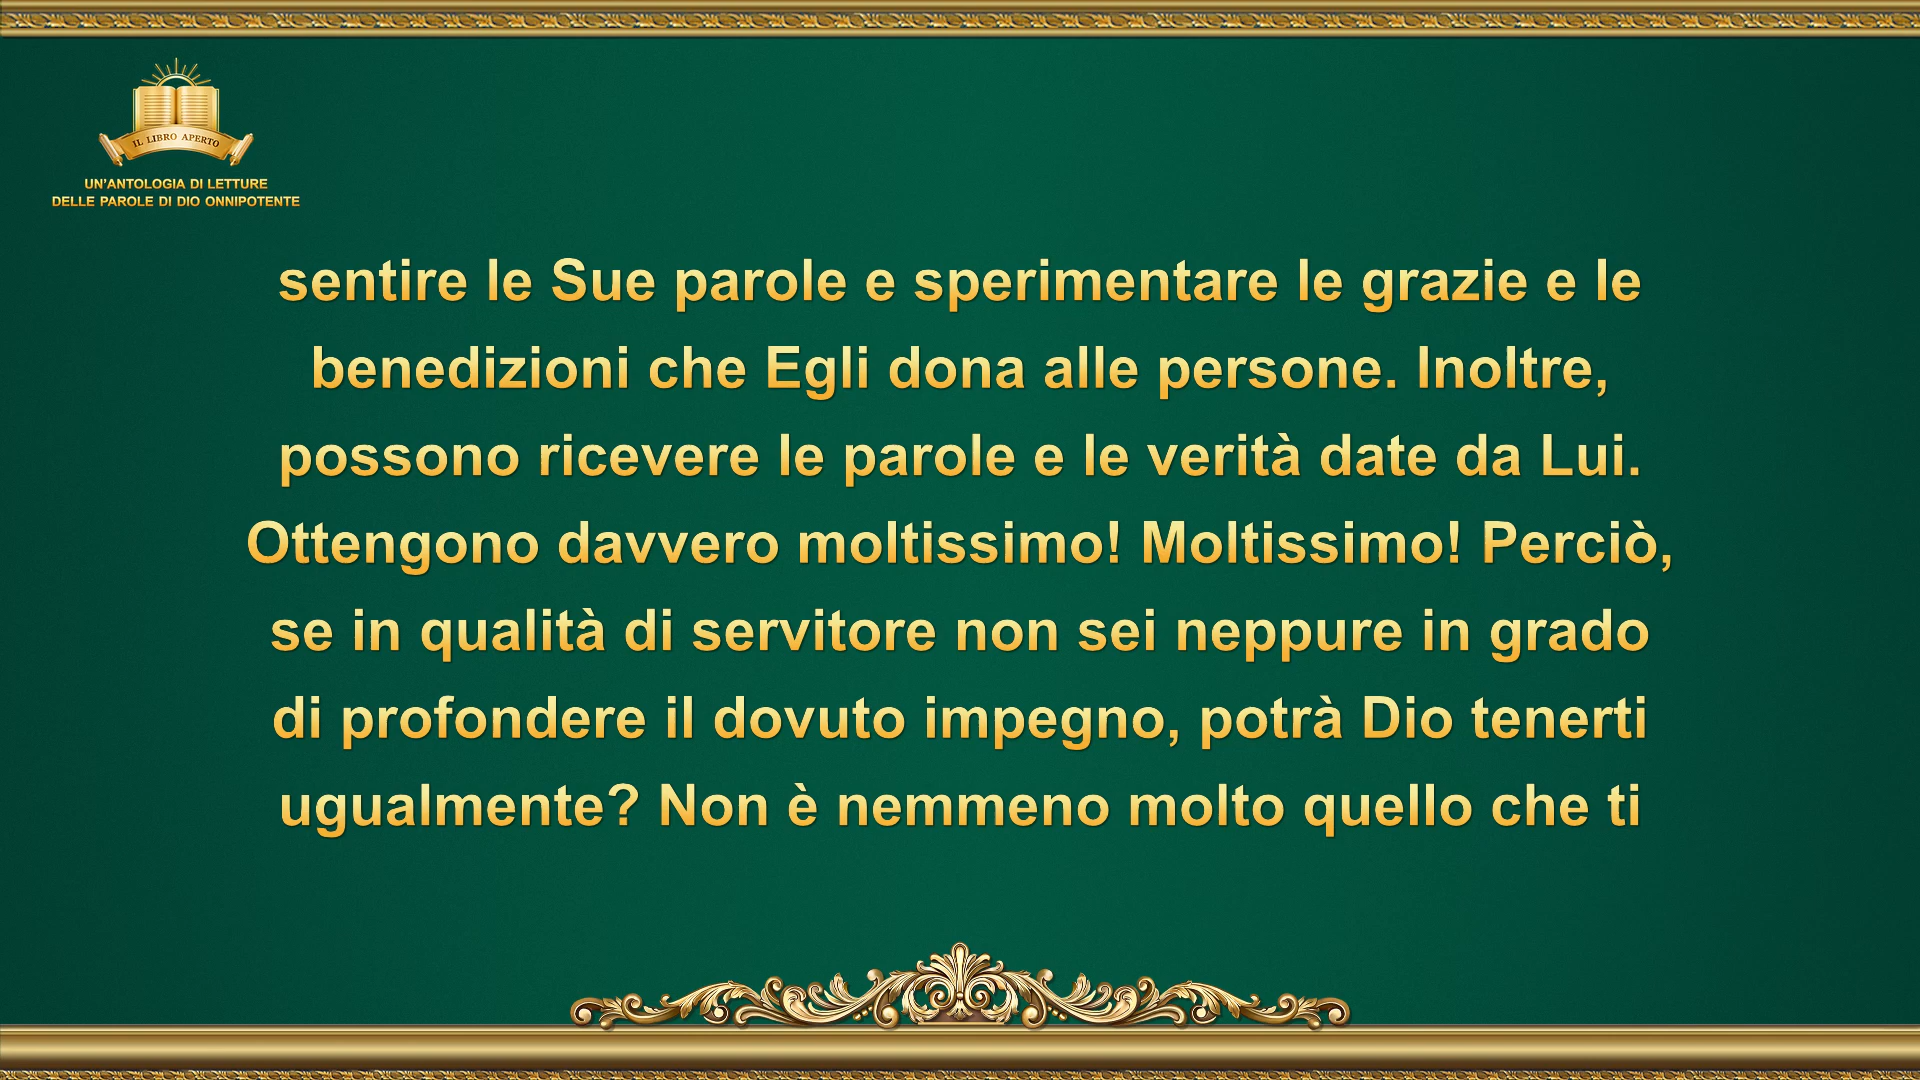 IL LIBRO APERTO
UN'ANTOLOGIA DI LETTURE
DELLE PAROLE DI DIO ONNIPOTENTE
sentire le Sue parole e sperimentare le grazie e le
benedizioni che Egli dona alle persone. Inoltre,
possono ricevere le parole e le verità date da Lui.
Ottengono davvero moltissimo! Moltissimo! Perciò,
se in qualità di servitore non sei neppure in grado
di profondere il dovuto impegno, potrà Dio tenerti
ugualmente? Non è nemmeno molto quello che ti